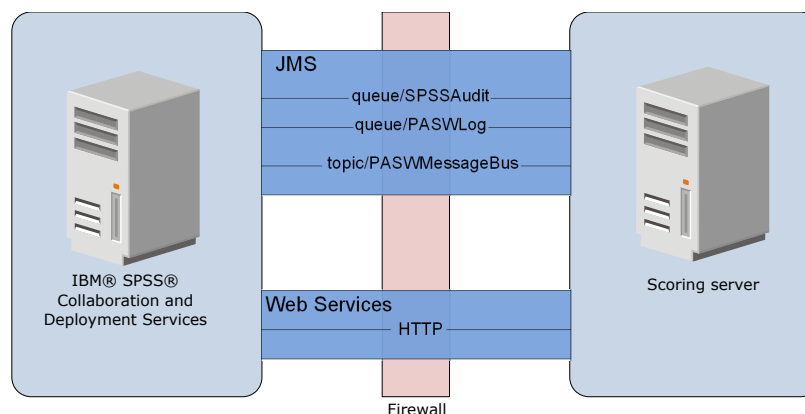 JMS
queue/SPSSAudit
queue/PASWLog
topic/PASWMessageBus
IBM® SPSS®
Collaboration and
Deployment Services
Scoring server
Web Services
HTTP
Firewall